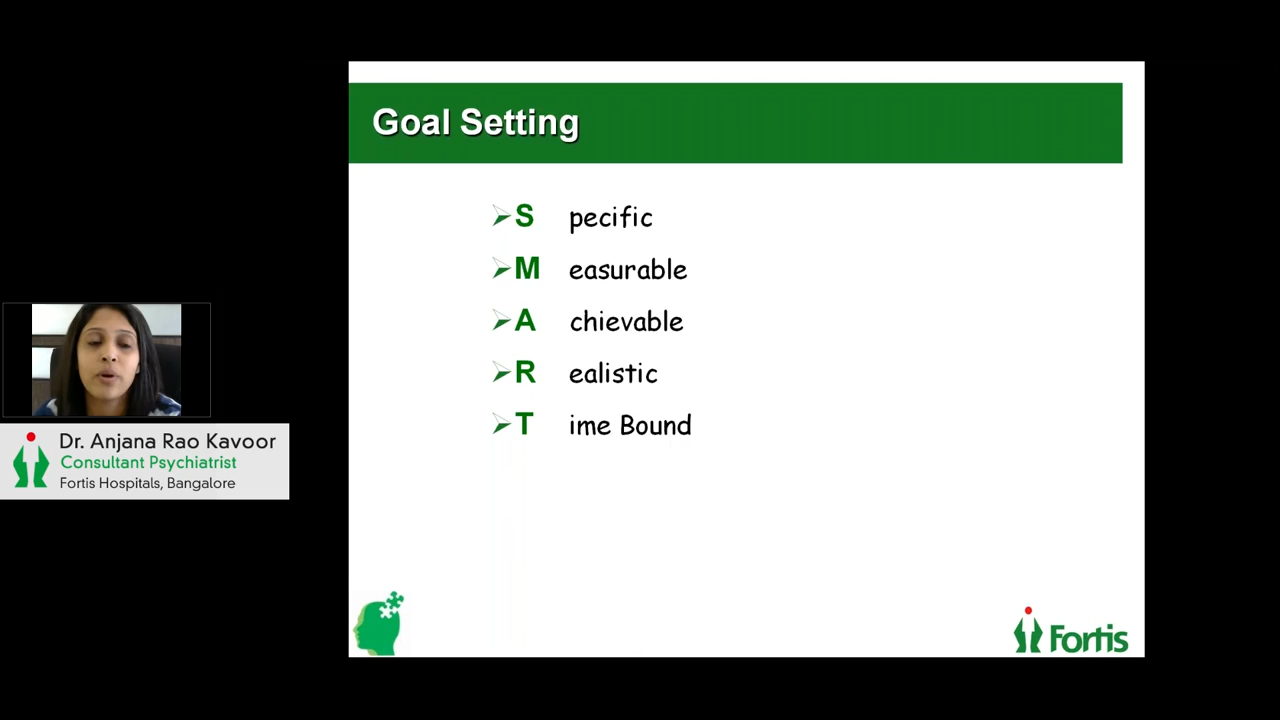 Goal Setting
S pecific
M easurable
A chievable
R ealistic
T ime Bound
Dr. Anjana Rao Kavoor
Consultant Psychiatrist
Fortis Hospitals, Bangalore
Fortis